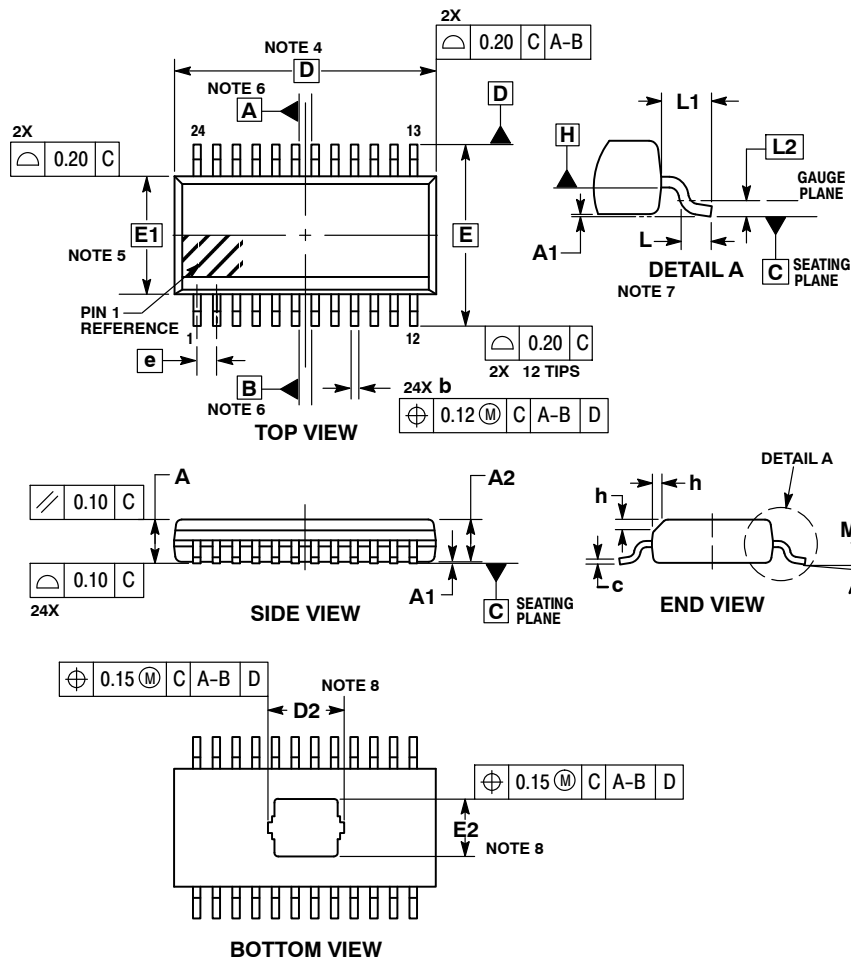 2X
⌓ 0.20 C A-B
NOTE 4
D
NOTE 6
A
D
L1
2X
⌓ 0.20 C
24
13
H
L2
GAUGE
PLANE
E1
E
NOTE 5
A1
L
DETAIL A
C SEATING
PLANE
NOTE 7
PIN 1
REFERENCE
1
12
⌓ 0.20 C
2X 12 TIPS
e
B
NOTE 6
24X b
⌖ 0.12 Ⓜ C A-B D
TOP VIEW
DETAIL A
A
A2
h
h
// 0.10 C
M
⌓ 0.10 C
24X
A1
C SEATING
PLANE
c
SIDE VIEW
END VIEW
⌖ 0.15 Ⓜ C A-B D
NOTE 8
D2
⌖ 0.15 Ⓜ C A-B D
E2
NOTE 8
BOTTOM VIEW